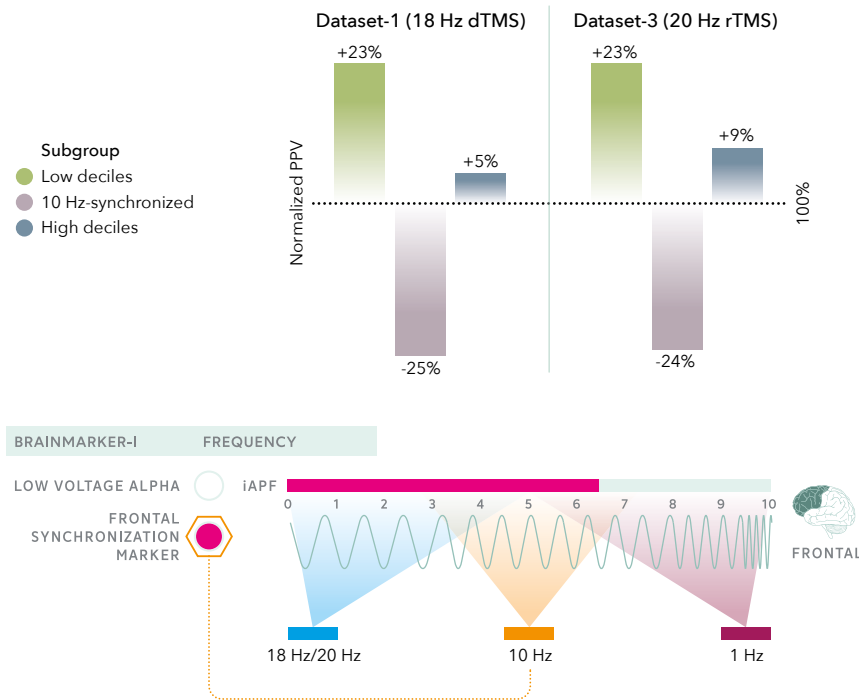 Dataset-1 (18 Hz dTMS)
Dataset-3 (20 Hz rTMS)
+23%
+23%
+9%
+5%
Subgroup
Low deciles
10 Hz-synchronized
High deciles
Normalized PPV
100%
-25%
-24%
BRAINMARKER-I
FREQUENCY
LOW VOLTAGE ALPHA
iAPF
0 1 2 3 4 5 6 7 8 9 10
FRONTAL
SYNCHRONIZATION
MARKER
FRONTAL
18 Hz/20 Hz
10 Hz
1 Hz